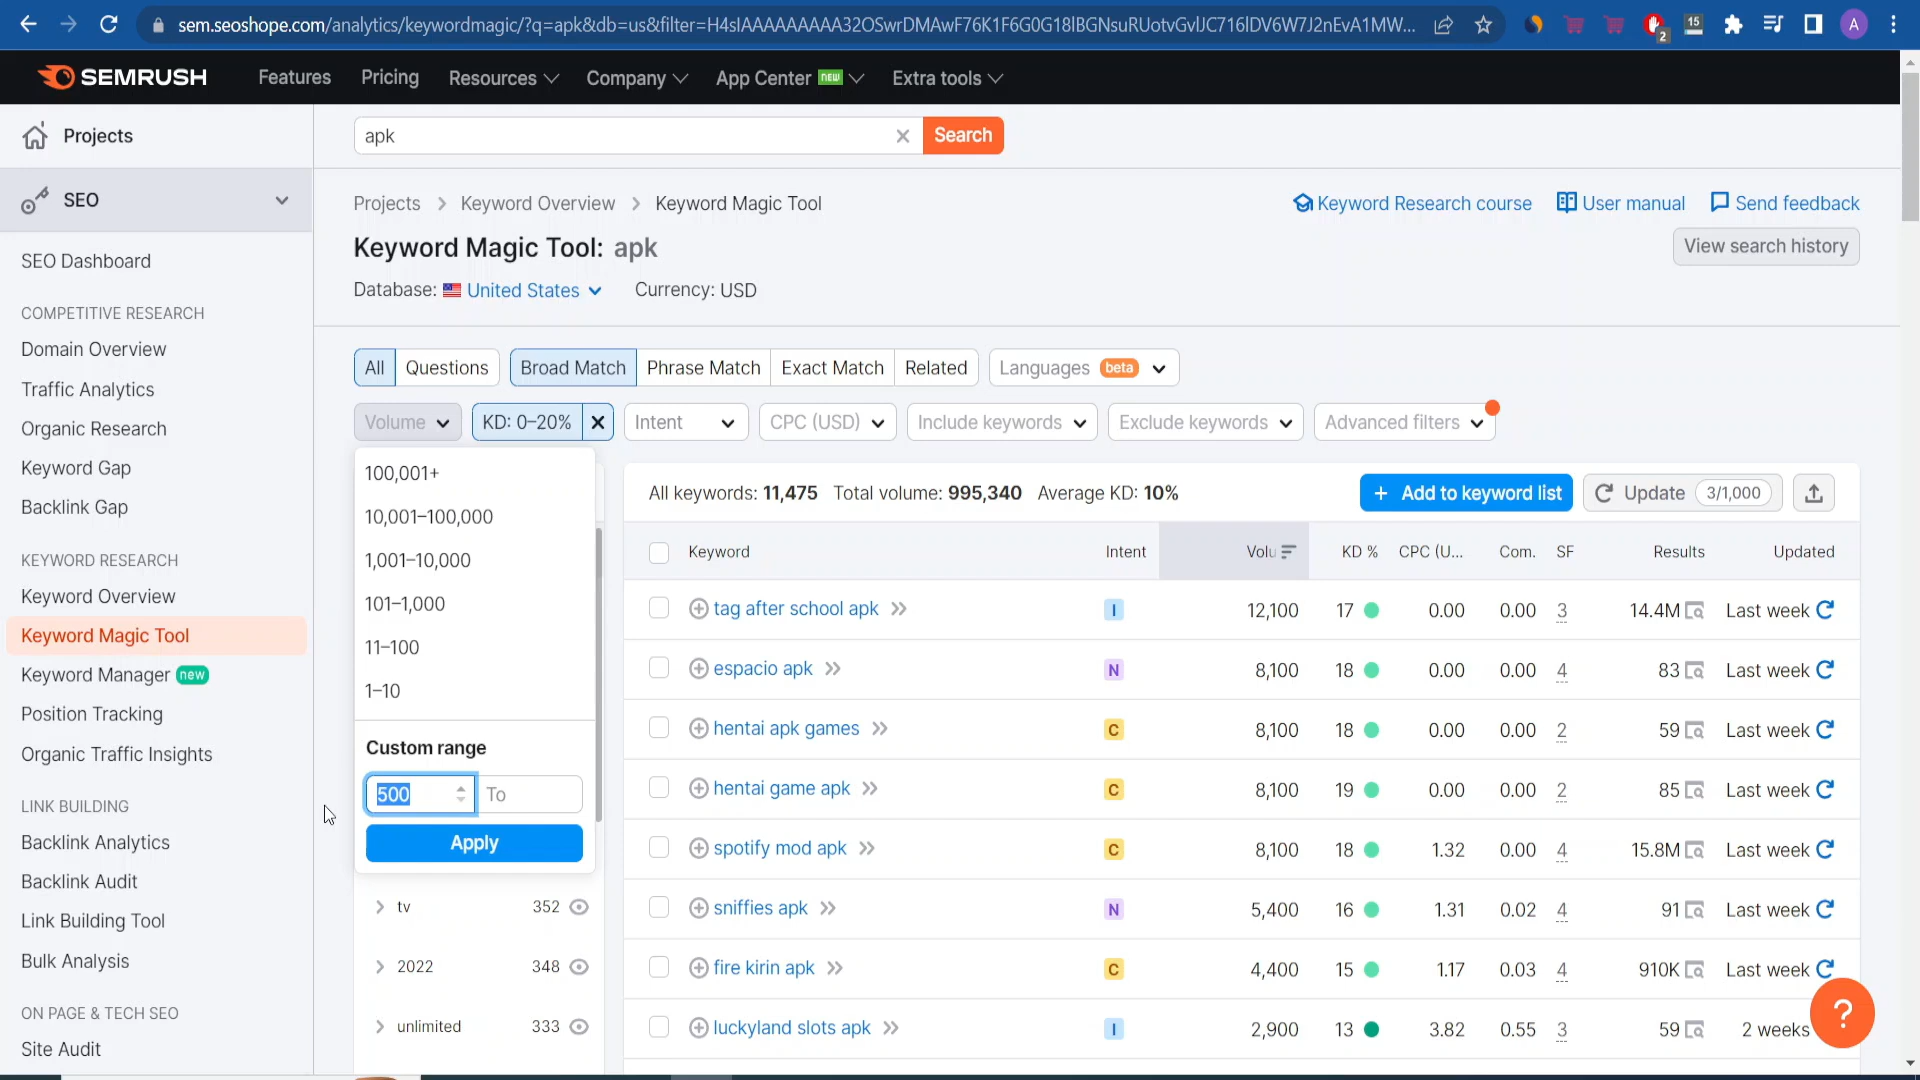 sem.seoshope.com/analytics/keywordmagic/?q=apk&db=us&filter=H4sIAAAAAAAAA32OSwrDMAwF76K1F6G0G18lBGNsuRUotvGvlJC716lDV6W7J2nEvA1MW...
2
15
A
SEMRUSH
Features
Pricing
Resources
Company
App Center new
Extra tools
Projects
apk
Search
SEO
Projects > Keyword Overview > Keyword Magic Tool
Keyword Research course
User manual
Send feedback
Keyword Magic Tool: apk
View search history
Database: United States
Currency: USD
SEO Dashboard
COMPETITIVE RESEARCH
Domain Overview
Traffic Analytics
Organic Research
Keyword Gap
Backlink Gap
KEYWORD RESEARCH
Keyword Overview
Keyword Magic Tool
Keyword Manager new
Position Tracking
Organic Traffic Insights
LINK BUILDING
Backlink Analytics
Backlink Audit
Link Building Tool
Bulk Analysis
ON PAGE & TECH SEO
Site Audit
All
Questions
Broad Match
Phrase Match
Exact Match
Related
Languages beta
Volume
KD: 0–20%
Intent
CPC (USD)
Include keywords
Exclude keywords
Advanced filters
100,001+
10,001–100,000
1,001–10,000
101–1,000
11–100
1–10
Custom range
500
To
Apply
tv 352
2022 348
unlimited 333
All keywords: 11,475 Total volume: 995,340 Average KD: 10%
+ Add to keyword list
Update 3/1,000
Keyword Intent Volu KD % CPC (U... Com. SF Results Updated
tag after school apk I 12,100 17 0.00 0.00 3 14.4M Last week
espacio apk N 8,100 18 0.00 0.00 4 83 Last week
hentai apk games C 8,100 18 0.00 0.00 2 59 Last week
hentai game apk C 8,100 19 0.00 0.00 2 85 Last week
spotify mod apk C 8,100 18 1.32 0.00 4 15.8M Last week
sniffies apk N 5,400 16 1.31 0.02 4 91 Last week
fire kirin apk C 4,400 15 1.17 0.03 4 910K Last week
luckyland slots apk I 2,900 13 3.82 0.55 3 59 2 weeks
?